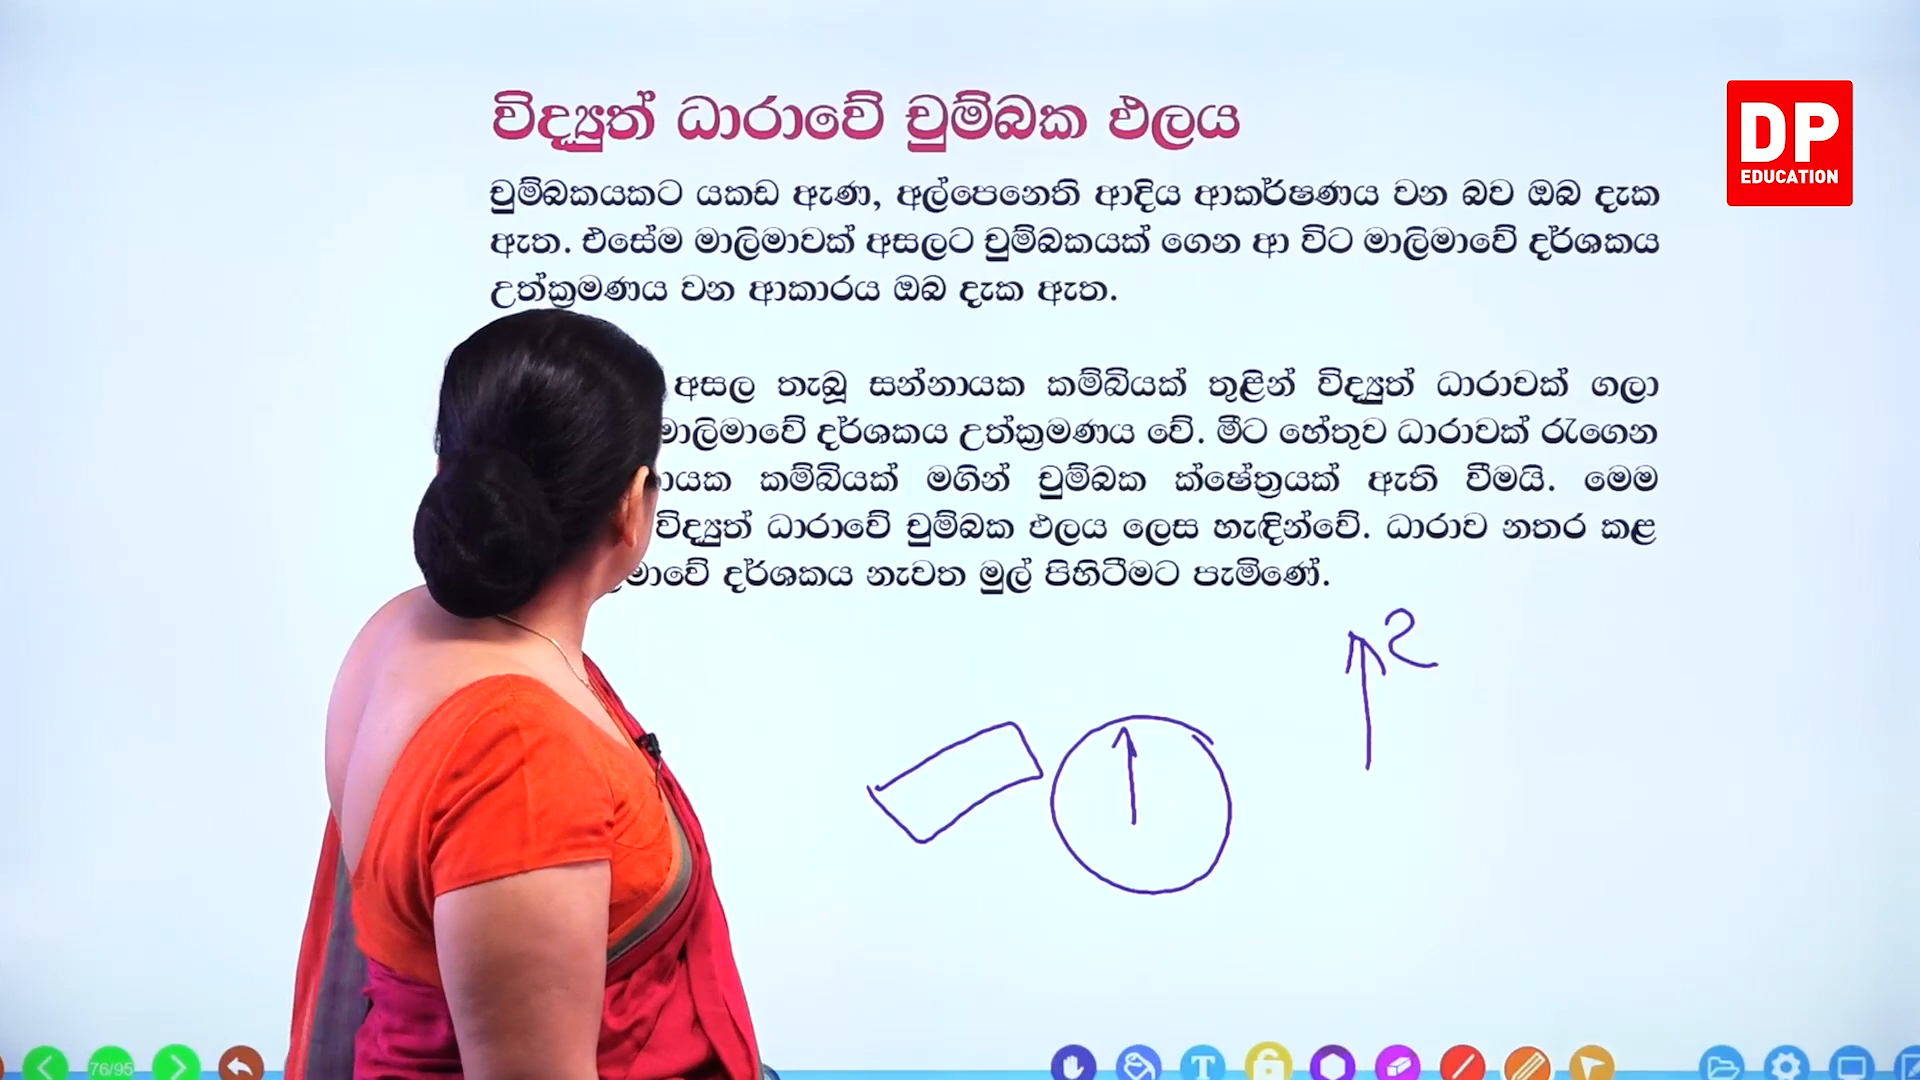 විද්‍යුත් ධාරාවේ චුම්බක ඵලය
DP
EDUCATION
චුම්බකයකට යකඩ ඇණ, අල්පෙනෙති ආදිය ආකර්ෂණය වන බව ඔබ දැක
ඇත. එසේම මාලිමාවක් අසලට චුම්බකයක් ගෙන ආ විට මාලිමාවේ දර්ශකය
උත්ක්‍රමණය වන ආකාරය ඔබ දැක ඇත.
අසල තැබූ සන්නායක කම්බියක් තුළින් විද්‍යුත් ධාරාවක් ගලා
මාලිමාවේ දර්ශකය උත්ක්‍රමණය වේ. මීට හේතුව ධාරාවක් රැගෙන
කම්බියක් මගින් චුම්බක ක්ෂේත්‍රයක් ඇති වීමයි. මෙම
විද්‍යුත් ධාරාවේ චුම්බක ඵලය ලෙස හැඳින්වේ. ධාරාව නතර කළ
දර්ශකය නැවත මුල් පිහිටීමට පැමිණේ.
76/95
T